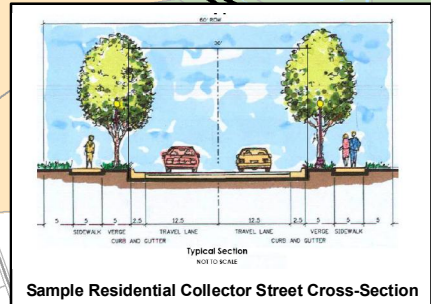 60' ROW
30'
5 5 5 2.5 12.5 12.5 2.5 5 5 5
SIDEWALK VERGE TRAVEL LANE TRAVEL LANE VERGE SIDEWALK
CURB AND GUTTER CURB AND GUTTER
Typical Section
NOT TO SCALE
Sample Residential Collector Street Cross-Section